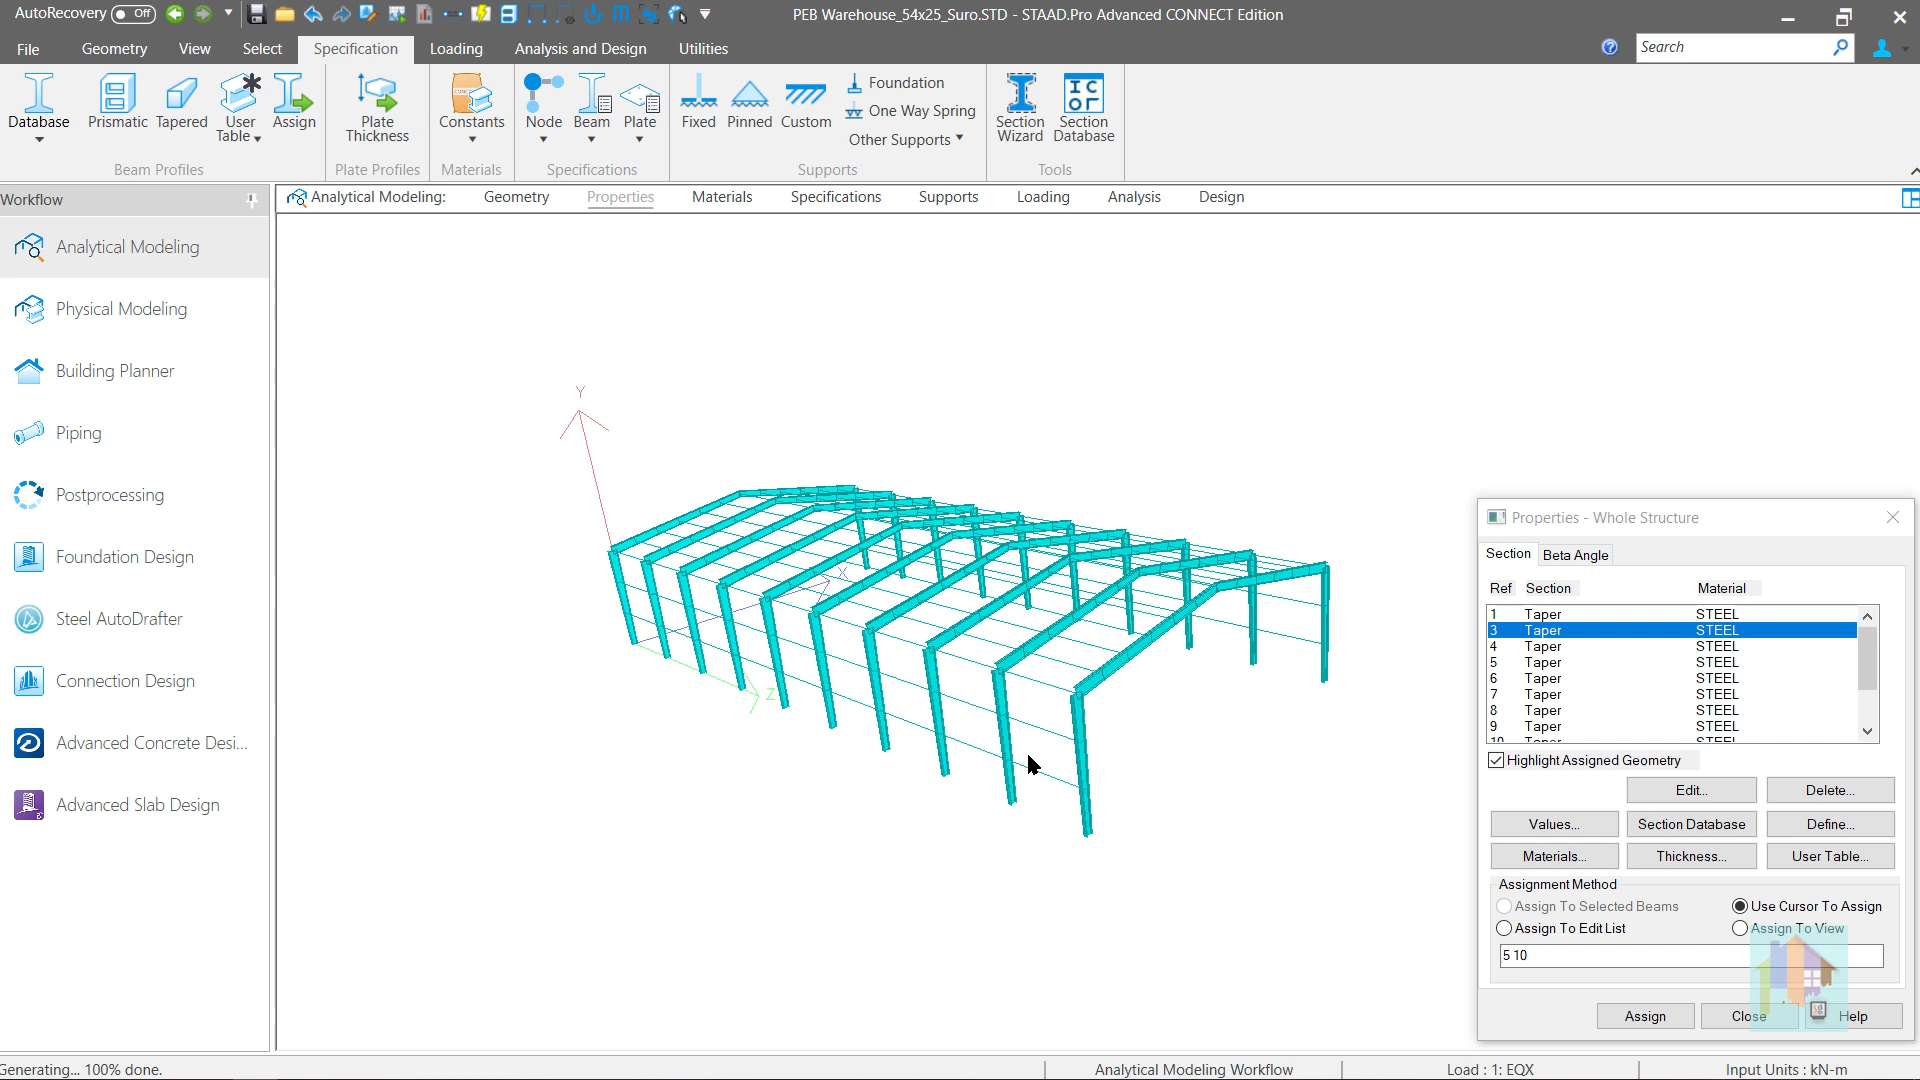 AutoRecovery Off
PEB Warehouse_54x25_Suro.STD - STAAD.Pro Advanced CONNECT Edition
File Geometry View Select Specification Loading Analysis and Design Utilities
Search
Database Prismatic Tapered User Table Assign
Beam Profiles
Plate Thickness
Plate Profiles
Constants
Materials
Node Beam Plate
Specifications
Fixed Pinned Custom
Foundation
One Way Spring
Other Supports
Supports
Section Wizard Section Database
Tools
Workflow
Analytical Modeling: Geometry Properties Materials Specifications Supports Loading Analysis Design
Analytical Modeling
Physical Modeling
Building Planner
Piping
Postprocessing
Foundation Design
Steel AutoDrafter
Connection Design
Advanced Concrete Desi...
Advanced Slab Design
Y
X
Z
Properties - Whole Structure
Section Beta Angle
Ref Section Material
1 Taper STEEL
3 Taper STEEL
4 Taper STEEL
5 Taper STEEL
6 Taper STEEL
7 Taper STEEL
8 Taper STEEL
9 Taper STEEL
10 Taper STEEL
Highlight Assigned Geometry
Edit... Delete...
Values... Section Database Define...
Materials... Thickness... User Table...
Assignment Method
Assign To Selected Beams Use Cursor To Assign
Assign To Edit List Assign To View
5 10
Assign Close Help
Generating... 100% done.
Analytical Modeling Workflow
Load : 1: EQX
Input Units : kN-m